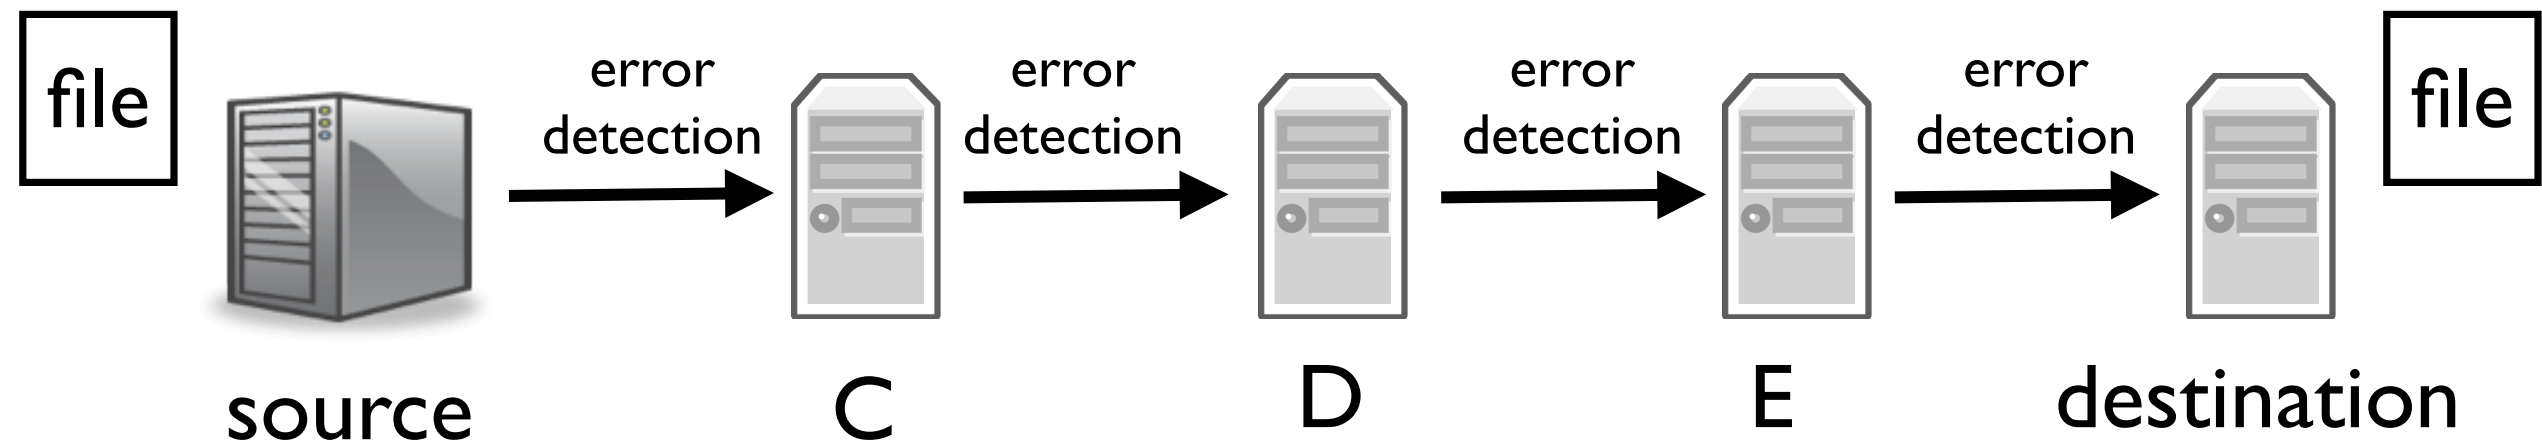 file
error
detection
error
detection
error
detection
error
detection
file
source
C
D
E
destination